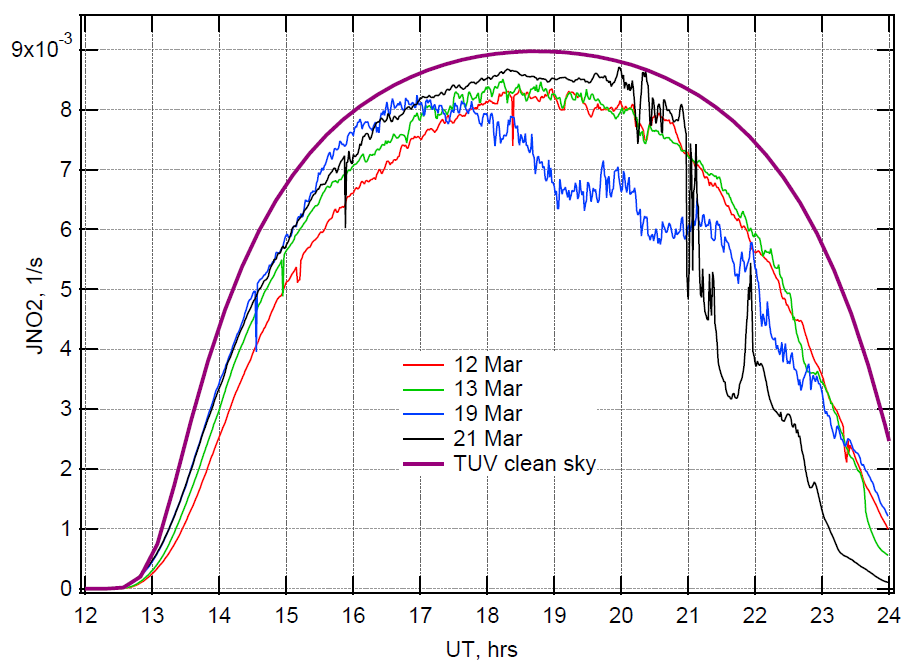 9x10-3
8
7
6
5
4
3
2
1
0
JNO2, 1/s
12 Mar
13 Mar
19 Mar
21 Mar
TUV clean sky
12 13 14 15 16 17 18 19 20 21 22 23 24
UT, hrs